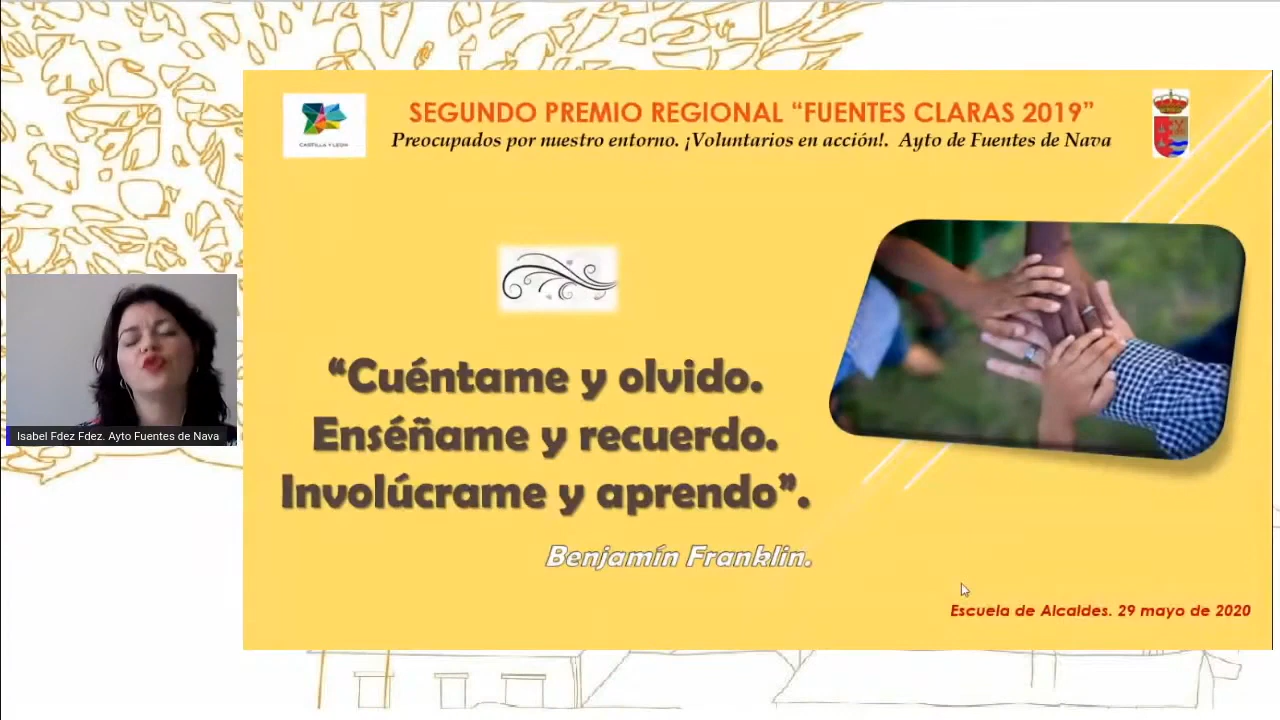 SEGUNDO PREMIO REGIONAL “FUENTES CLARAS 2019”
Preocupados por nuestro entorno. ¡Voluntarios en acción!. Ayto de Fuentes de Nava
CASTILLA Y LEÓN
“Cuéntame y olvido.
Enséñame y recuerdo.
Involúcrame y aprendo”.
Benjamín Franklin.
Isabel Fdez Fdez. Ayto Fuentes de Nava
Escuela de Alcaldes. 29 mayo de 2020